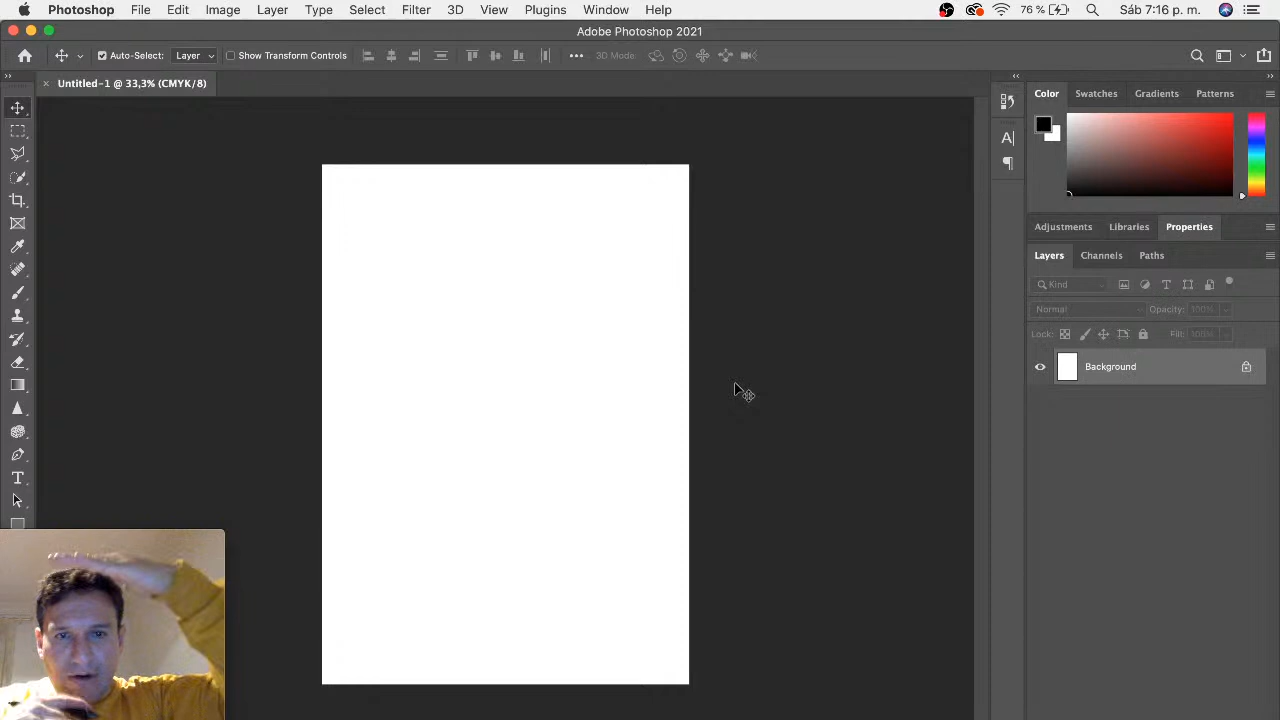 Photoshop File Edit Image Layer Type Select Filter 3D View Plugins Window Help 76 % Sáb 7:16 p. m.
Adobe Photoshop 2021
Auto-Select: Layer Show Transform Controls 3D Mode:
Untitled-1 @ 33,3% (CMYK/8)
Color Swatches Gradients Patterns
A
Adjustments Libraries Properties
Layers Channels Paths
Kind
Normal Opacity: 100%
Lock: Fill: 100%
Background
T